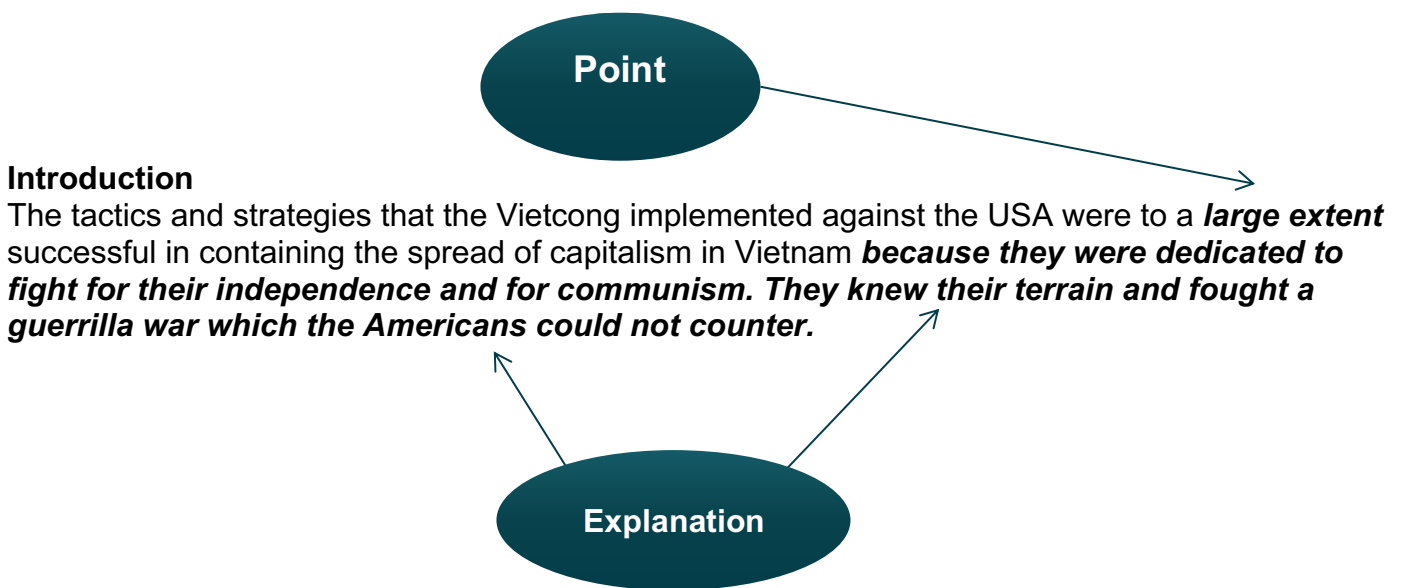 Point
Introduction
The tactics and strategies that the Vietcong implemented against the USA were to a large extent
successful in containing the spread of capitalism in Vietnam because they were dedicated to
fight for their independence and for communism. They knew their terrain and fought a
guerrilla war which the Americans could not counter.
Explanation